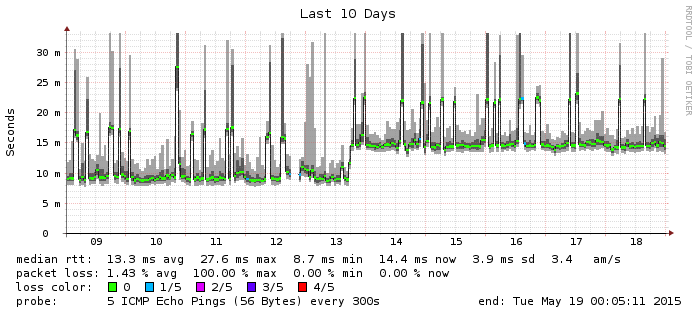 Last 10 Days
RRDTOOL / TOBI OETIKER
Seconds
30 m
25 m
20 m
15 m
10 m
5 m
0
09 10 11 12 13 14 15 16 17 18
median rtt: 13.3 ms avg 27.6 ms max 8.7 ms min 14.4 ms now 3.9 ms sd 3.4 am/s
packet loss: 1.43 % avg 100.00 % max 0.00 % min 0.00 % now
loss color: 0 1/5 2/5 3/5 4/5
probe: 5 ICMP Echo Pings (56 Bytes) every 300s end: Tue May 19 00:05:11 2015